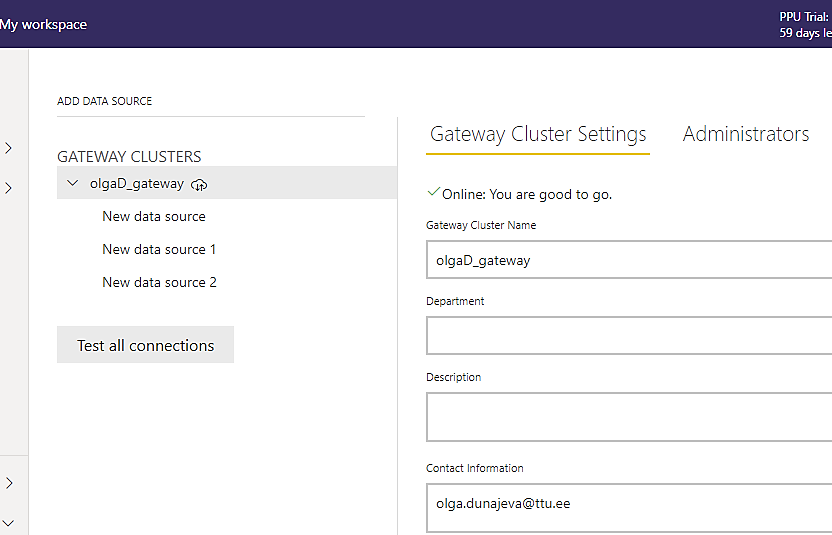 My workspace
PPU Trial:
59 days le
ADD DATA SOURCE
GATEWAY CLUSTERS
olgaD_gateway
New data source
New data source 1
New data source 2
Test all connections
Gateway Cluster Settings
Administrators
Online: You are good to go.
Gateway Cluster Name
olgaD_gateway
Department
Description
Contact Information
olga.dunajeva@ttu.ee